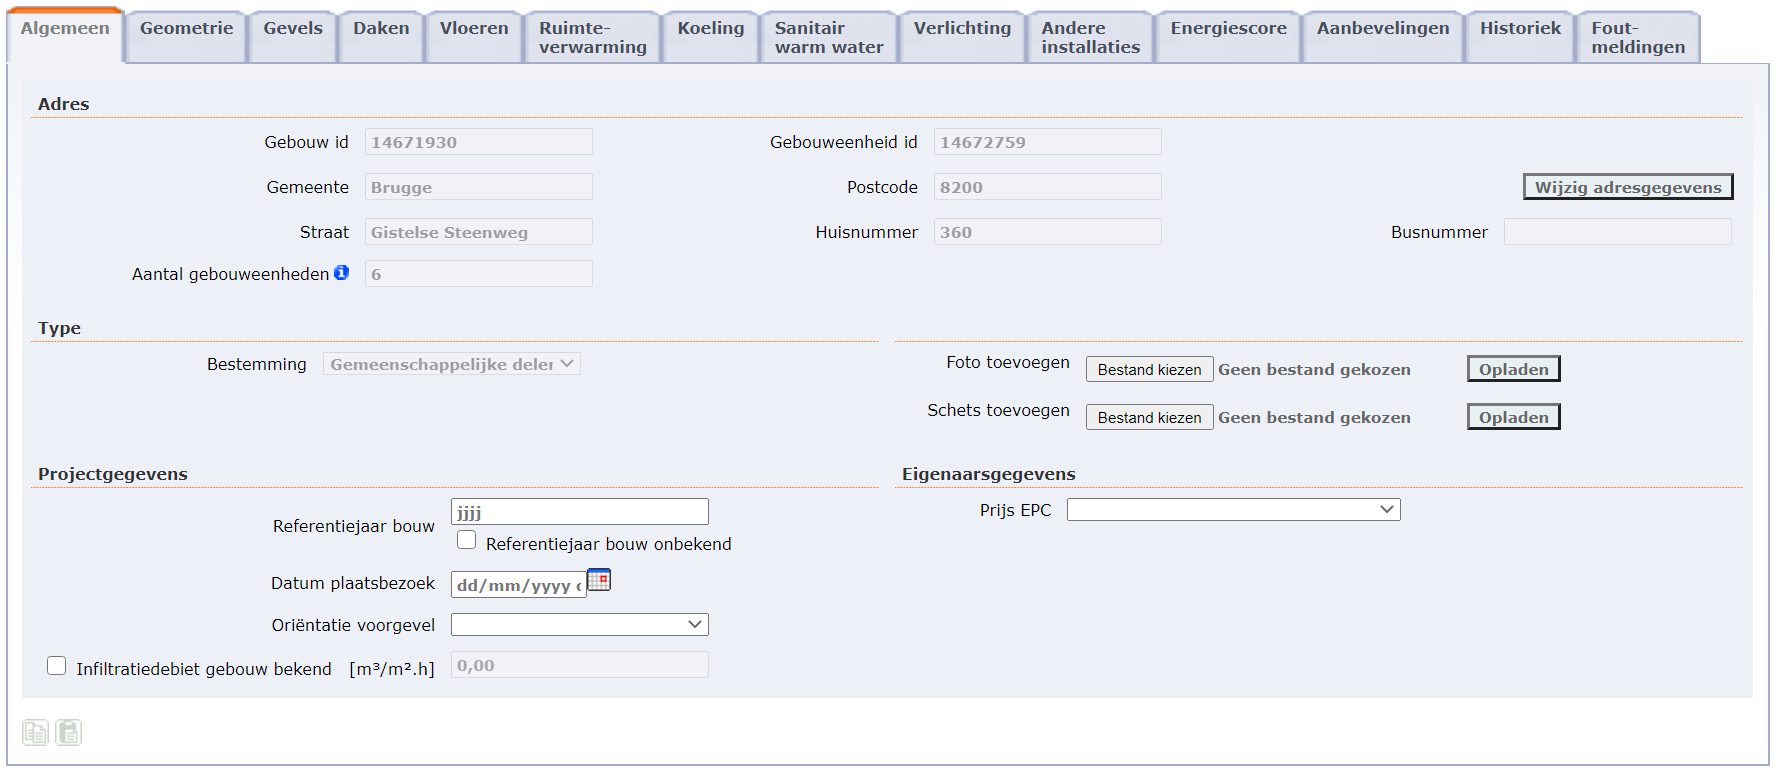 Algemeen Geometrie Gevels Daken Vloeren Ruimte- Koeling Sanitair Verlichting Andere Energiescore Aanbevelingen Historiek Fout-
verwarming warm water installaties meldingen
Adres
Gebouw id 14671930 Gebouweenheid id 14672759
Gemeente Brugge Postcode 8200 Wijzig adresgegevens
Straat Gistelse Steenweg Huisnummer 360 Busnummer
Aantal gebouweenheden i 6
Type
Bestemming Gemeenschappelijke deler Foto toevoegen Bestand kiezen Geen bestand gekozen Opladen
Schets toevoegen Bestand kiezen Geen bestand gekozen Opladen
Projectgegevens Eigenaarsgegevens
Referentiejaar bouw jjjj Prijs EPC
Referentiejaar bouw onbekend
Datum plaatsbezoek dd/mm/yyyy
Oriëntatie voorgevel
Infiltratiedebiet gebouw bekend [m³/m².h] 0,00